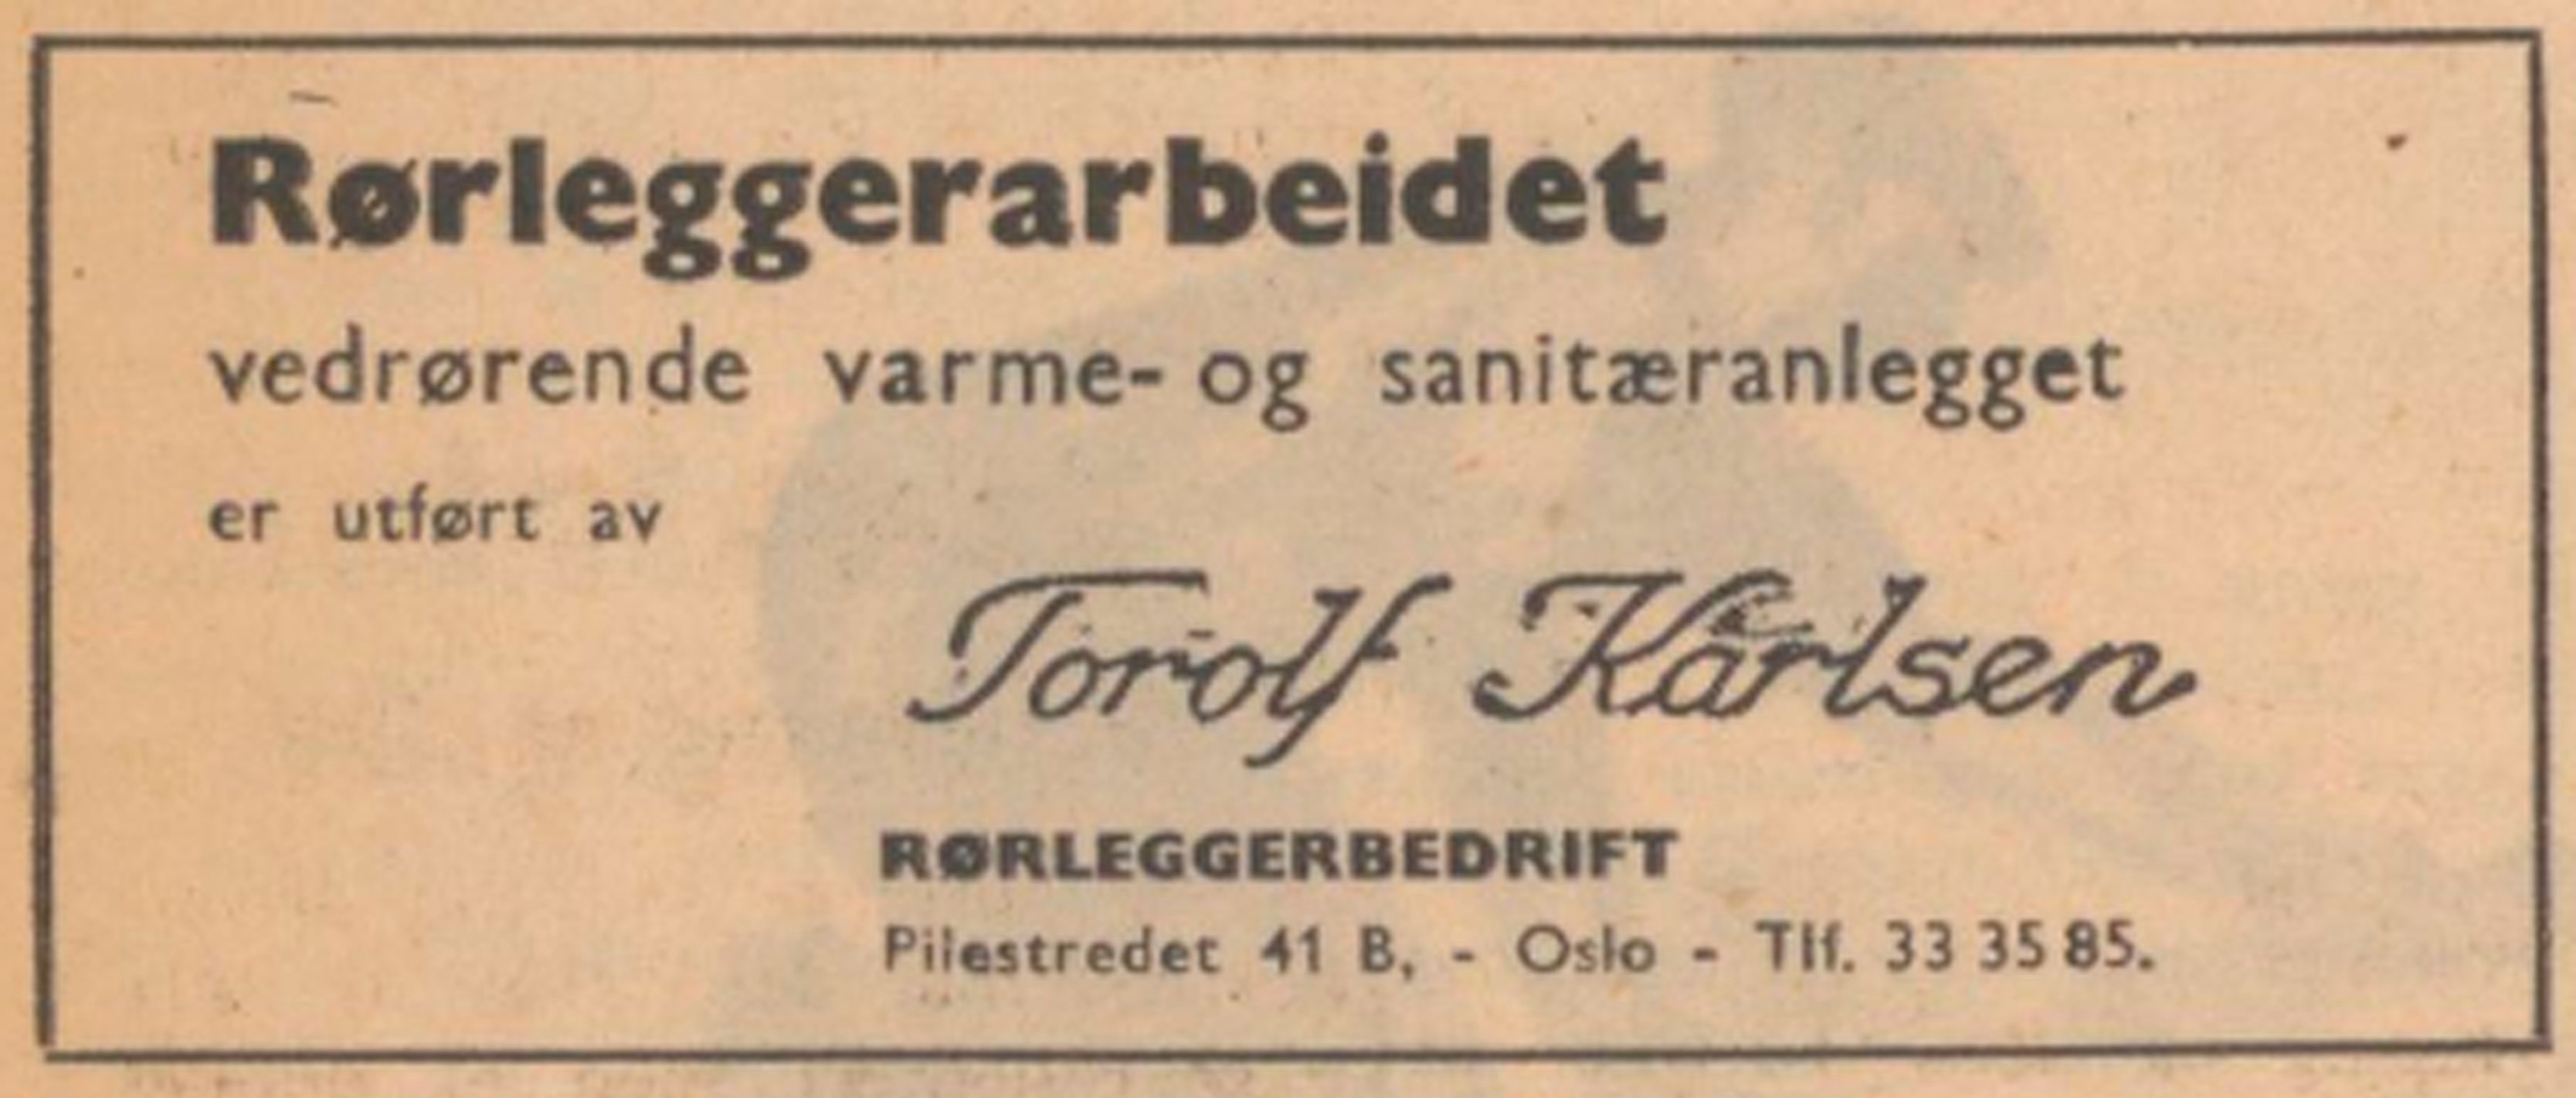 Rørleggerarbeidet
vedrørende varme- og sanitæranlegget
er utført av
Torolf Karlsen
RØRLEGGERBEDRIFT
Pilestredet 41 B, - Oslo - Tlf. 33 35 85.